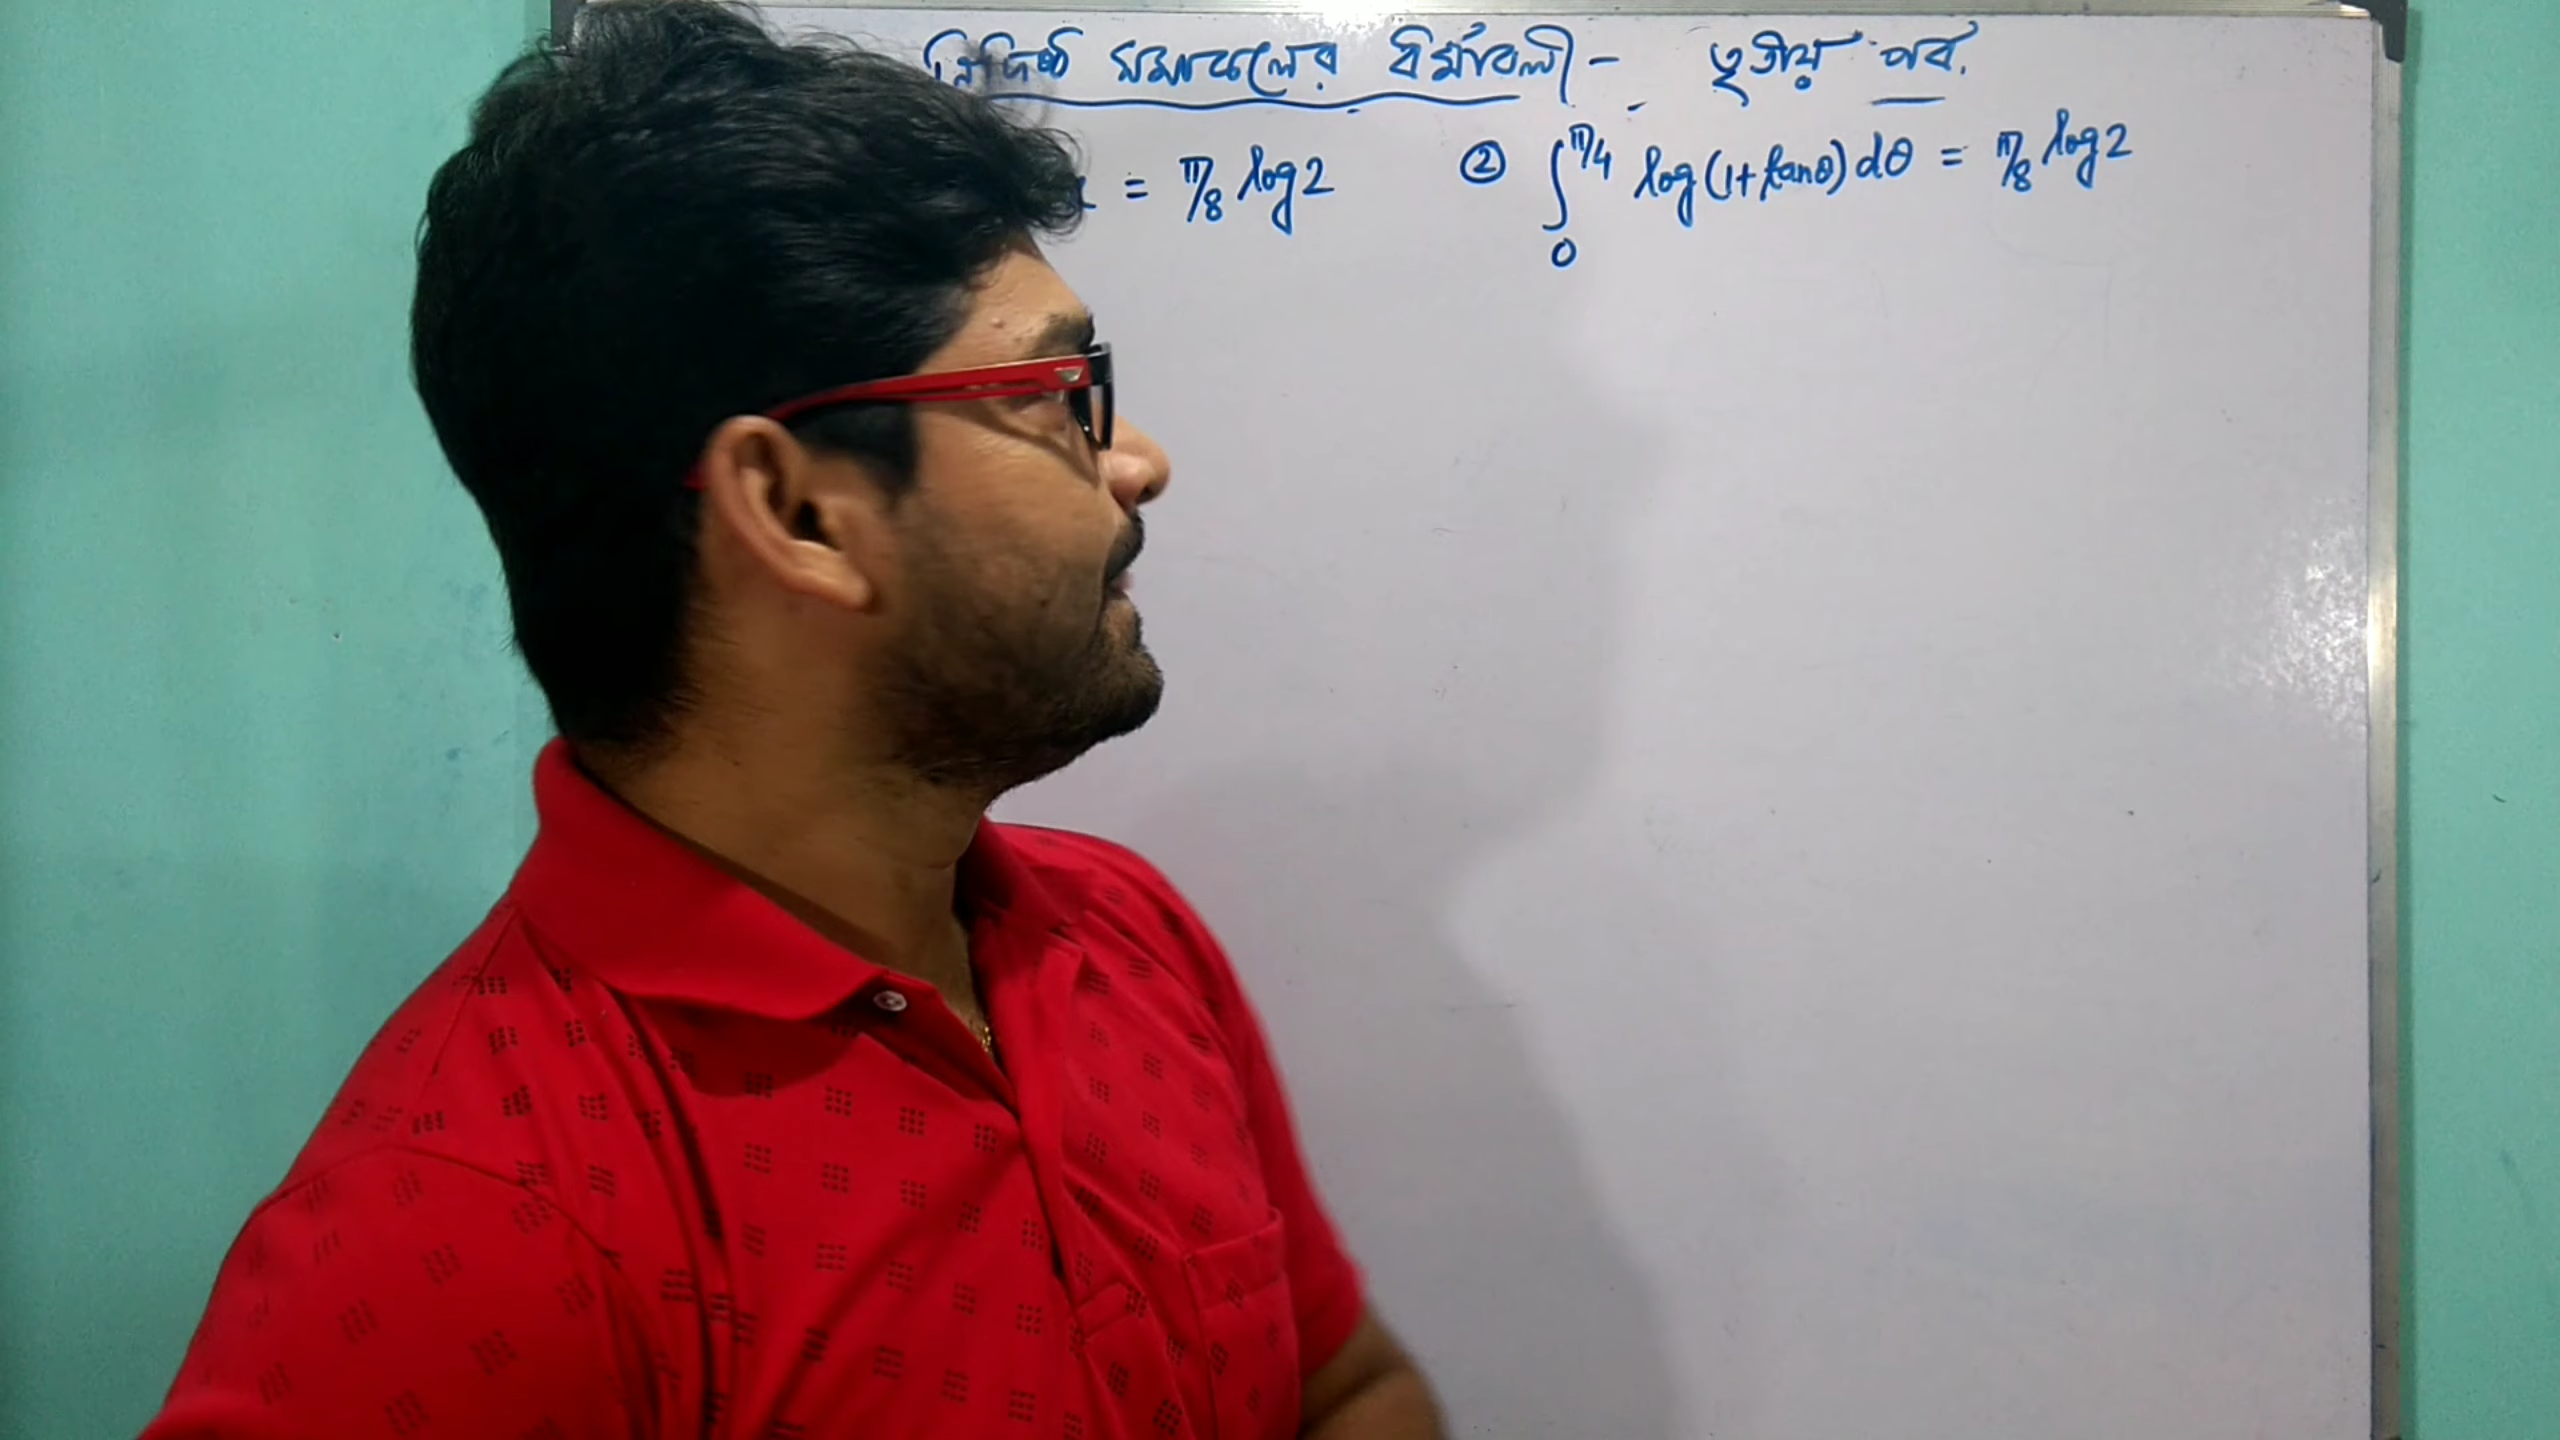 নির্দিষ্ট সমাকলের ধর্মাবলী - তৃতীয় পর্ব.
= π/8 log2
② ∫₀^(π/4) log(1+tanθ)dθ = π/8 log2